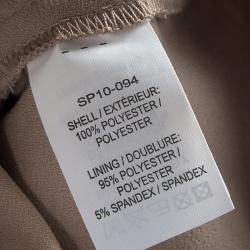 SP10-094
SHELL / EXTÉRIEUR:
100% POLYESTER /
POLYESTER
LINING / DOUBLURE:
95% POLYESTER /
POLYESTER
5% SPANDEX / SPANDEX